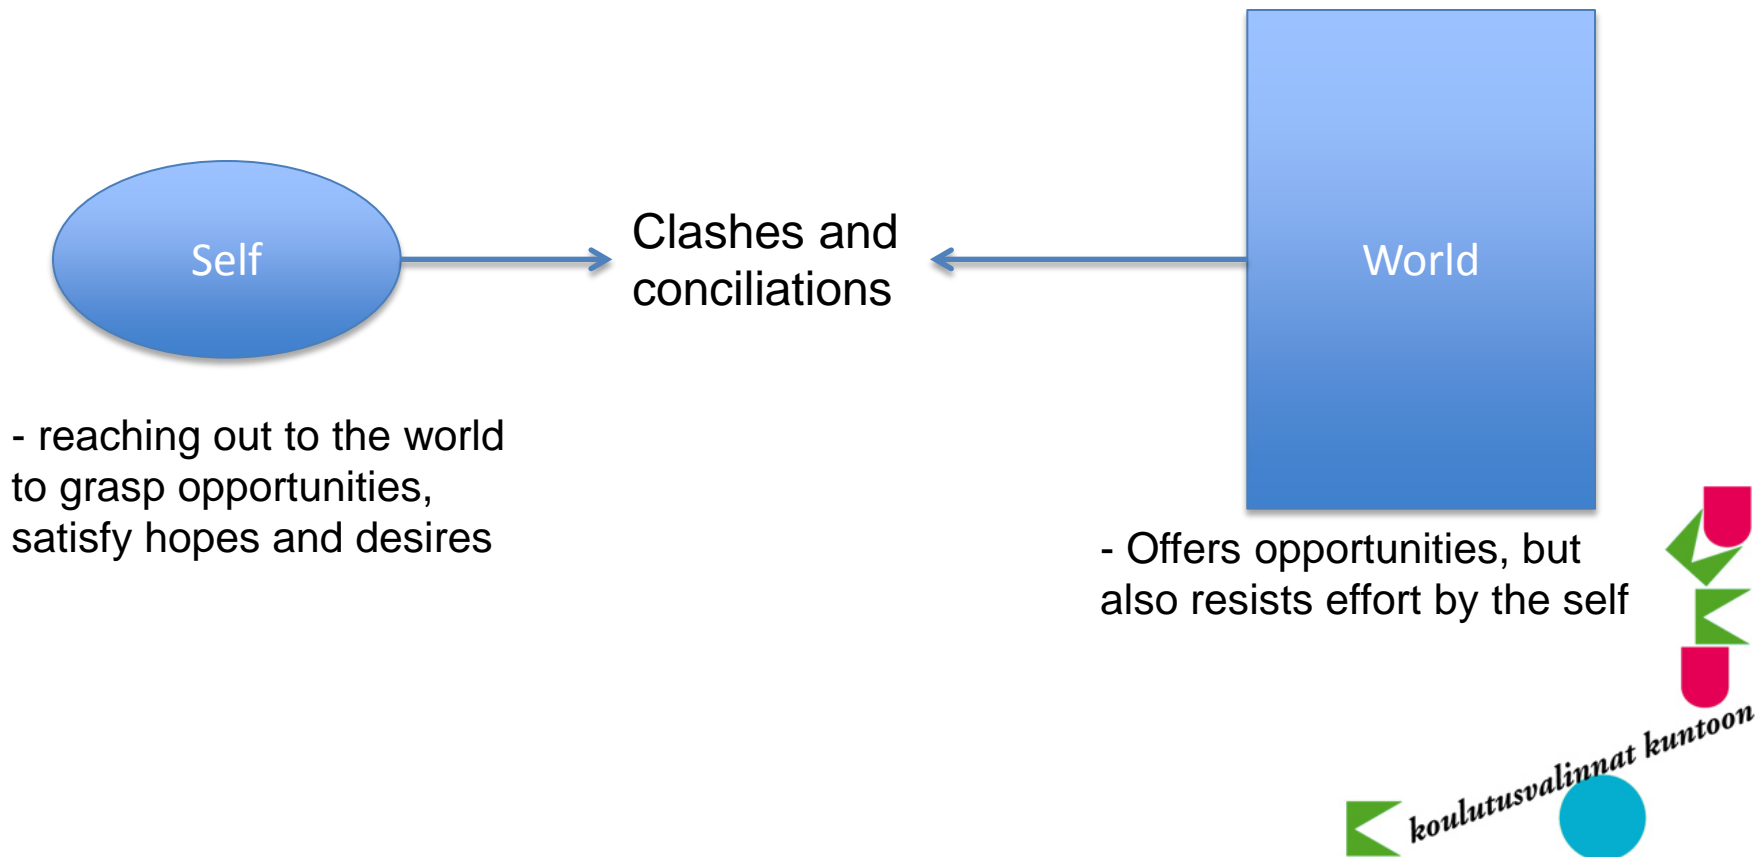 Self
Clashes and
conciliations
World
- reaching out to the world
to grasp opportunities,
satisfy hopes and desires
- Offers opportunities, but
also resists effort by the self
koulutusvalinnat kuntoon